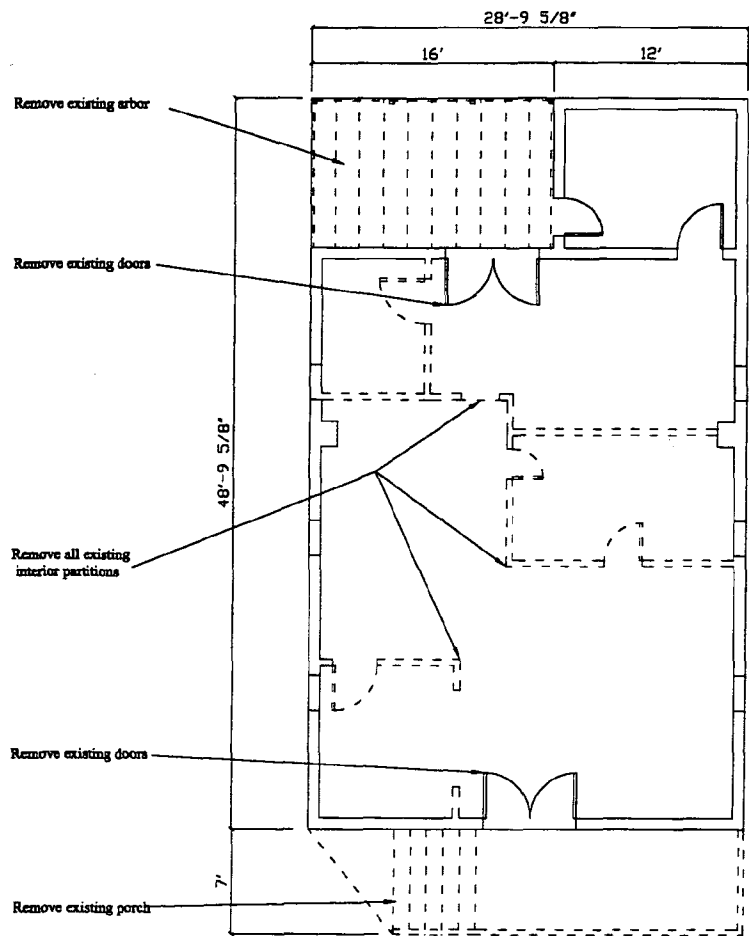 28'-9 5/8"
16'
12'
Remove existing arbor
Remove existing doors
48'-9 5/8"
Remove all existing
interior partitions
Remove existing doors
7'
Remove existing porch